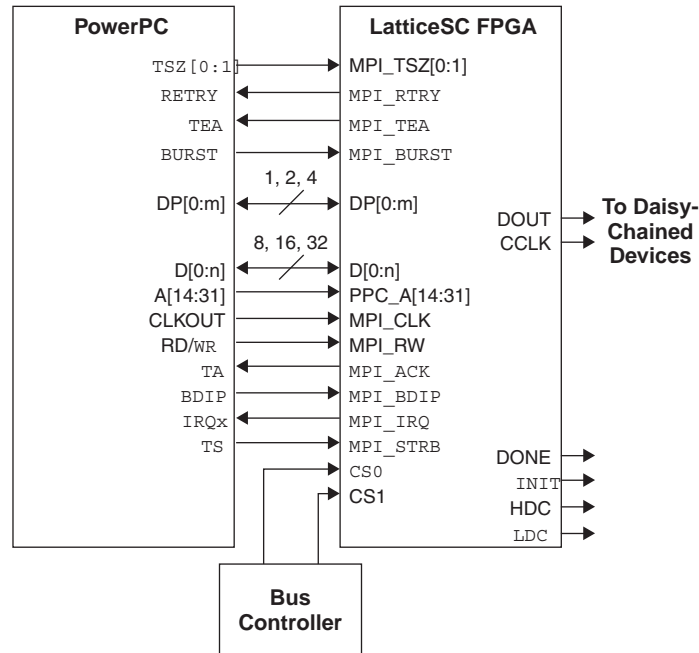 PowerPC
LatticeSC FPGA
TSZ[0:1]
MPI_TSZ[0:1]
RETRY
MPI_RTRY
TEA
MPI_TEA
BURST
MPI_BURST
1, 2, 4
DP[0:m]
DP[0:m]
DOUT
CCLK
To Daisy-
Chained
Devices
8, 16, 32
D[0:n]
D[0:n]
A[14:31]
PPC_A[14:31]
CLKOUT
MPI_CLK
RD/WR
MPI_RW
TA
MPI_ACK
BDIP
MPI_BDIP
IRQx
MPI_IRQ
TS
MPI_STRB
CS0
CS1
DONE
INIT
HDC
LDC
Bus
Controller